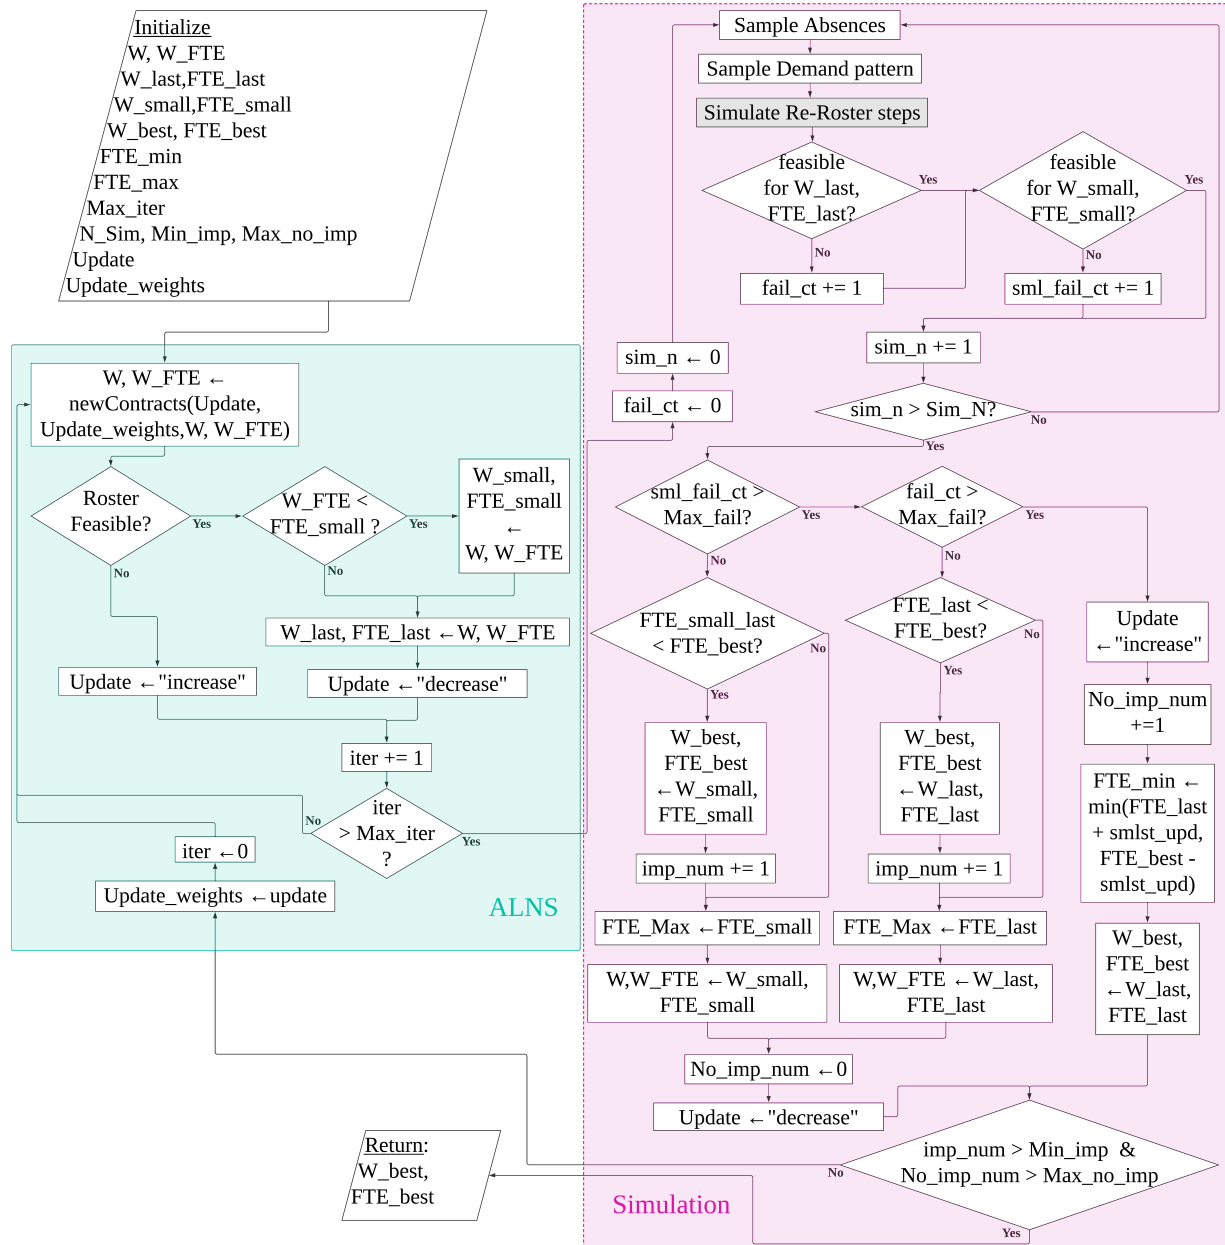 Initialize
W, W_FTE
W_last,FTE_last
W_small,FTE_small
W_best, FTE_best
FTE_min
FTE_max
Max_iter
N_Sim, Min_imp, Max_no_imp
Update
Update_weights
W, W_FTE ←
newContracts(Update,
Update_weights,W, W_FTE)
Roster
Feasible?
Yes
No
W_FTE <
FTE_small ?
Yes
No
W_small,
FTE_small
←
W, W_FTE
W_last, FTE_last ←W, W_FTE
Update ←"increase"
Update ←"decrease"
iter += 1
iter
> Max_iter
?
No
Yes
iter ←0
Update_weights ←update
ALNS
Sample Absences
Sample Demand pattern
Simulate Re-Roster steps
feasible
for W_last,
FTE_last?
Yes
No
feasible
for W_small,
FTE_small?
Yes
No
fail_ct += 1
sml_fail_ct += 1
sim_n += 1
sim_n ← 0
fail_ct ← 0
sim_n > Sim_N?
No
Yes
sml_fail_ct >
Max_fail?
Yes
No
fail_ct >
Max_fail?
Yes
No
FTE_small_last
< FTE_best?
No
Yes
FTE_last <
FTE_best?
No
Yes
Update
←"increase"
No_imp_num
+=1
W_best,
FTE_best
←W_small,
FTE_small
W_best,
FTE_best
←W_last,
FTE_last
FTE_min ←
min(FTE_last
+ smlst_upd,
FTE_best -
smlst_upd)
imp_num += 1
imp_num += 1
FTE_Max ←FTE_small
FTE_Max ←FTE_last
W_best,
FTE_best
←W_last,
FTE_last
W,W_FTE ←W_small,
FTE_small
W,W_FTE ←W_last,
FTE_last
No_imp_num ←0
Update ←"decrease"
imp_num > Min_imp &
No_imp_num > Max_no_imp
No
Yes
Simulation
Return:
W_best,
FTE_best